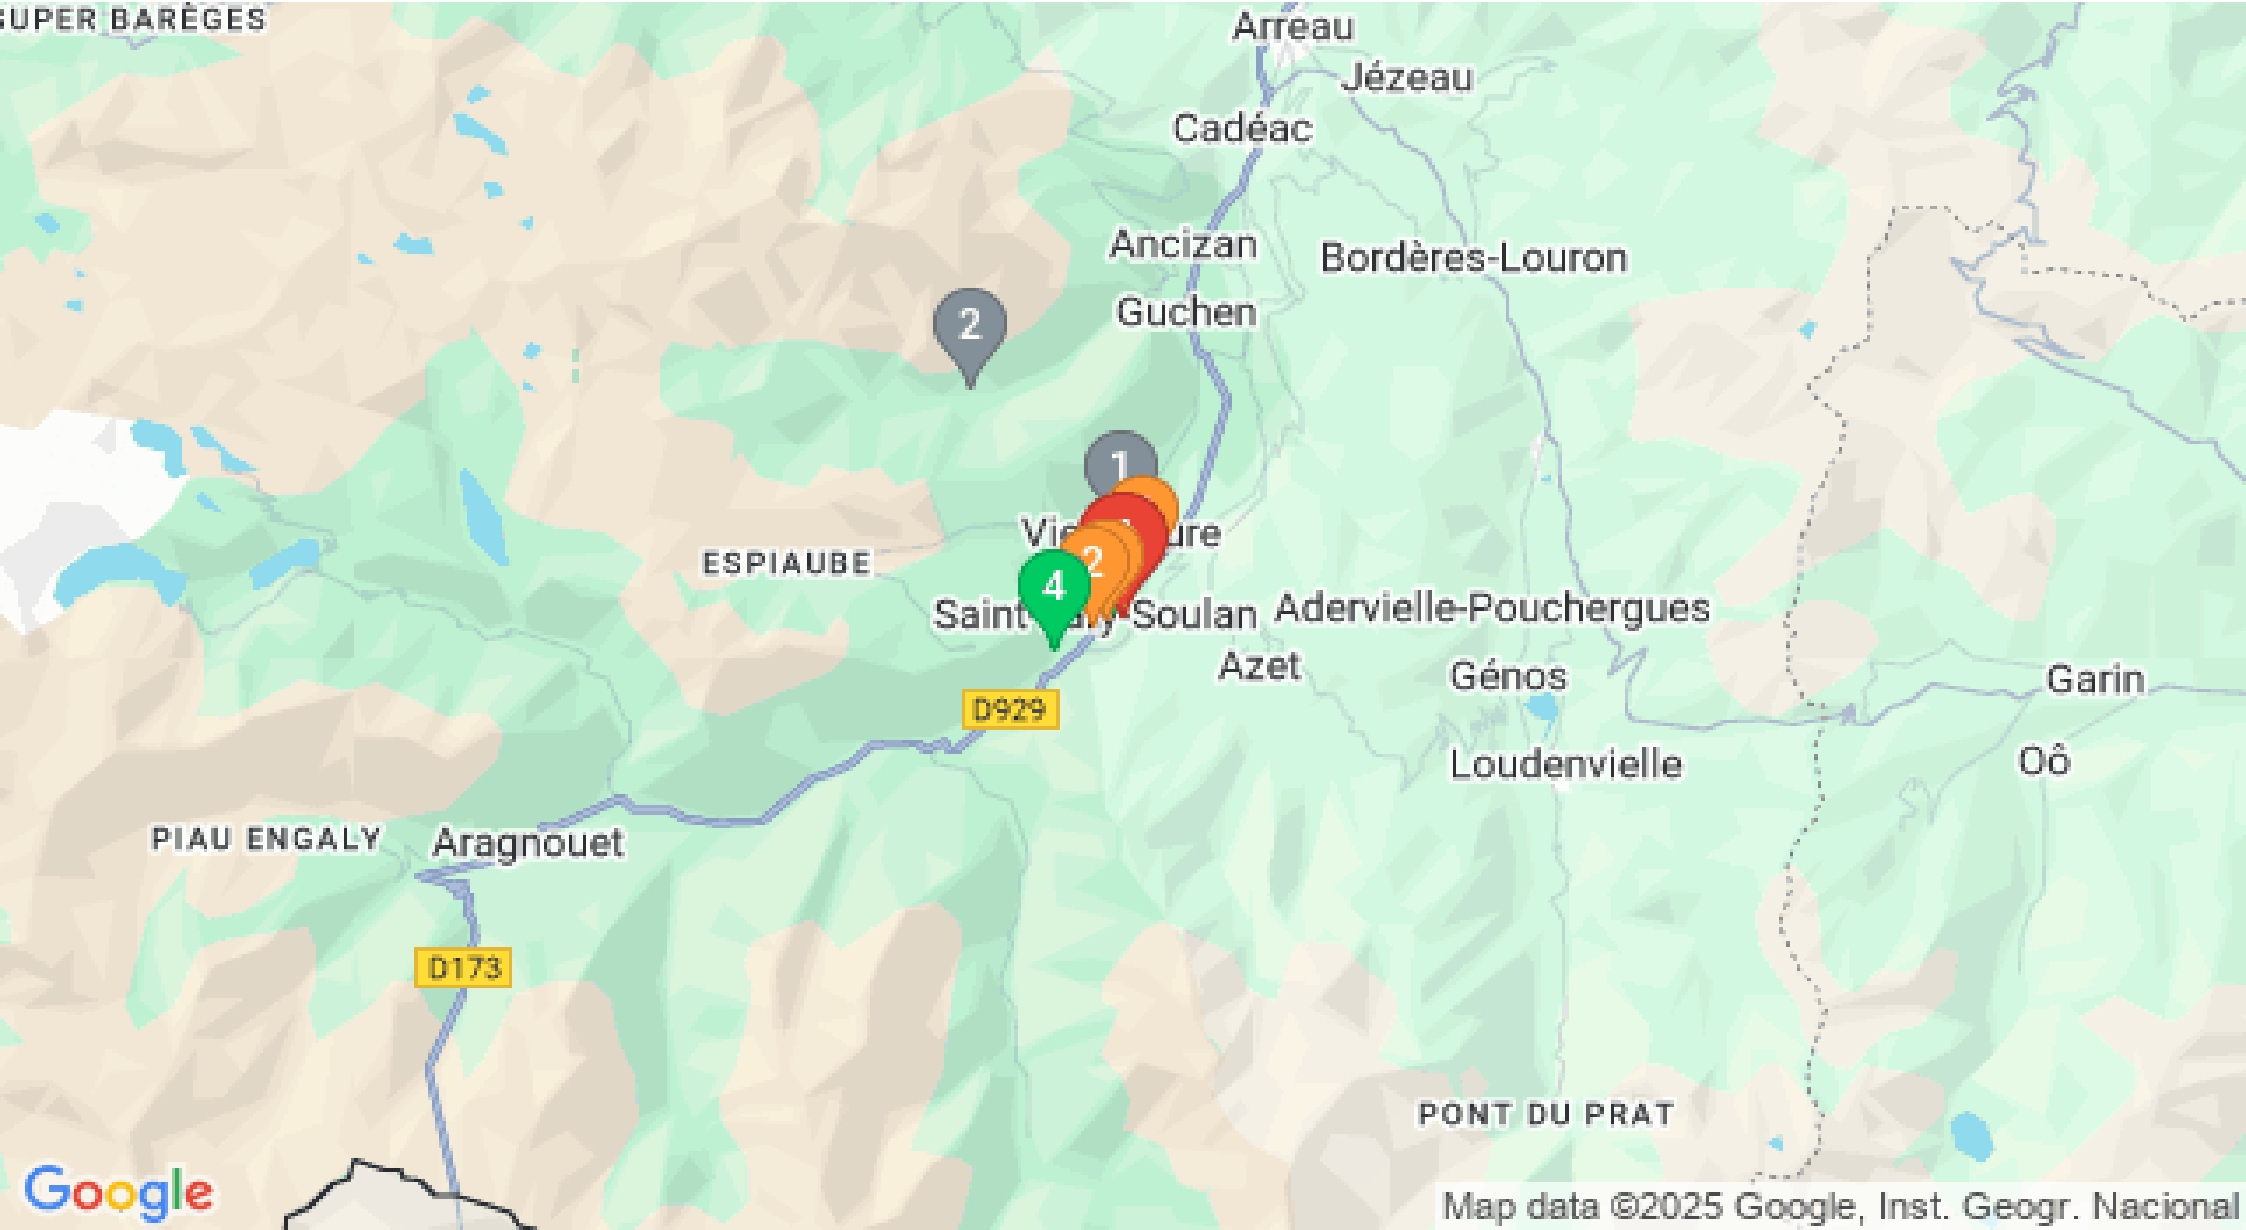 SUPER BARÈGES
Arreau
Jézeau
Cadéac
Ancizan
Bordères-Louron
Guchen
2
1
ESPIAUBE
2
4
Soulan
Adervielle-Pouchergues
Azet
Génos
Garin
D929
Loudenvielle
Oô
PIAU ENGALY
Aragnouet
D173
PONT DU PRAT
Google
Map data ©2025 Google, Inst. Geogr. Nacional